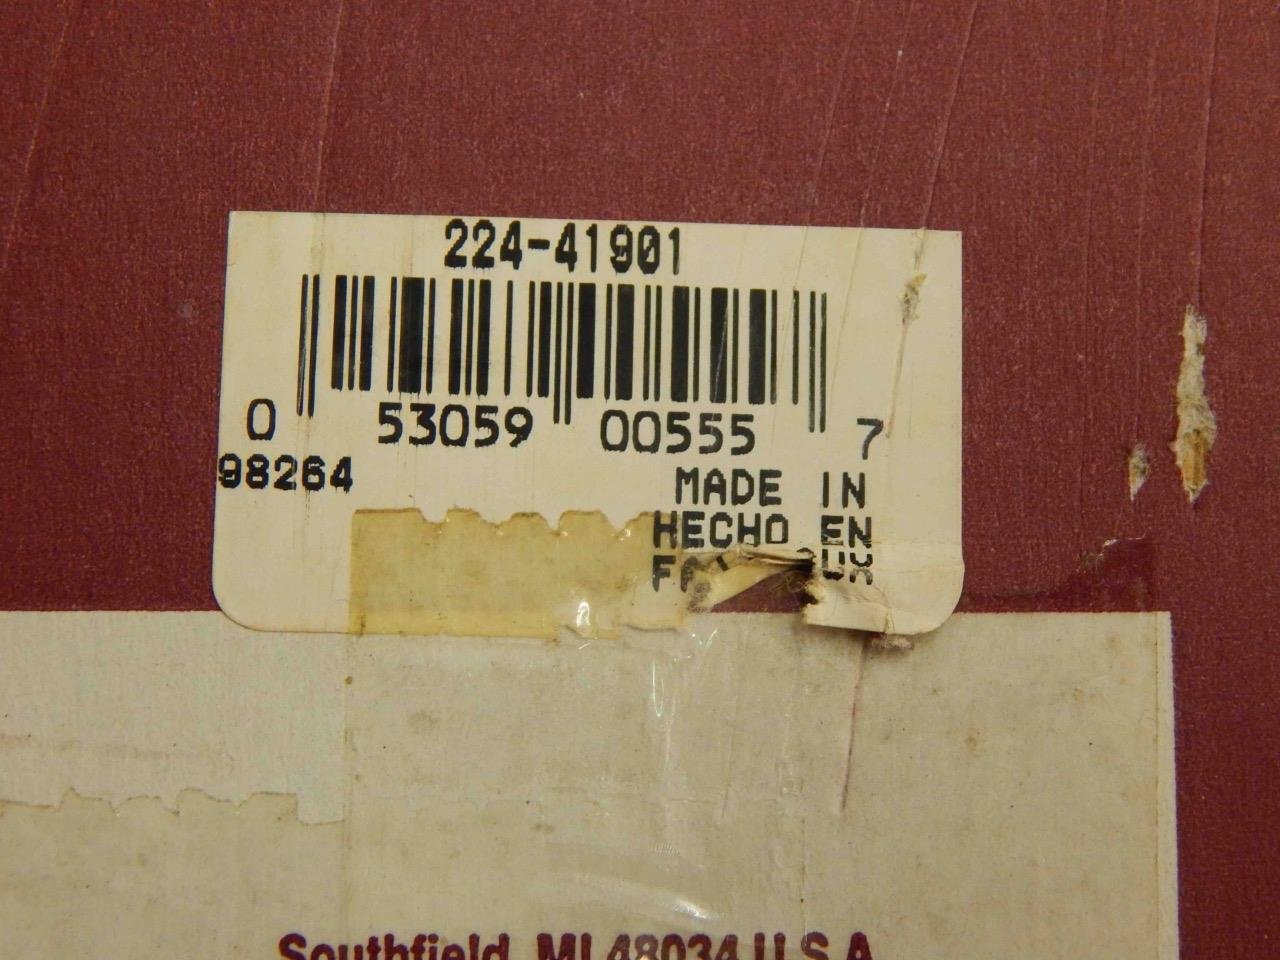 224-41901
0 53059 00555 7
98264
MADE IN
HECHO EN
Southfield, MI 48034 U.S.A.